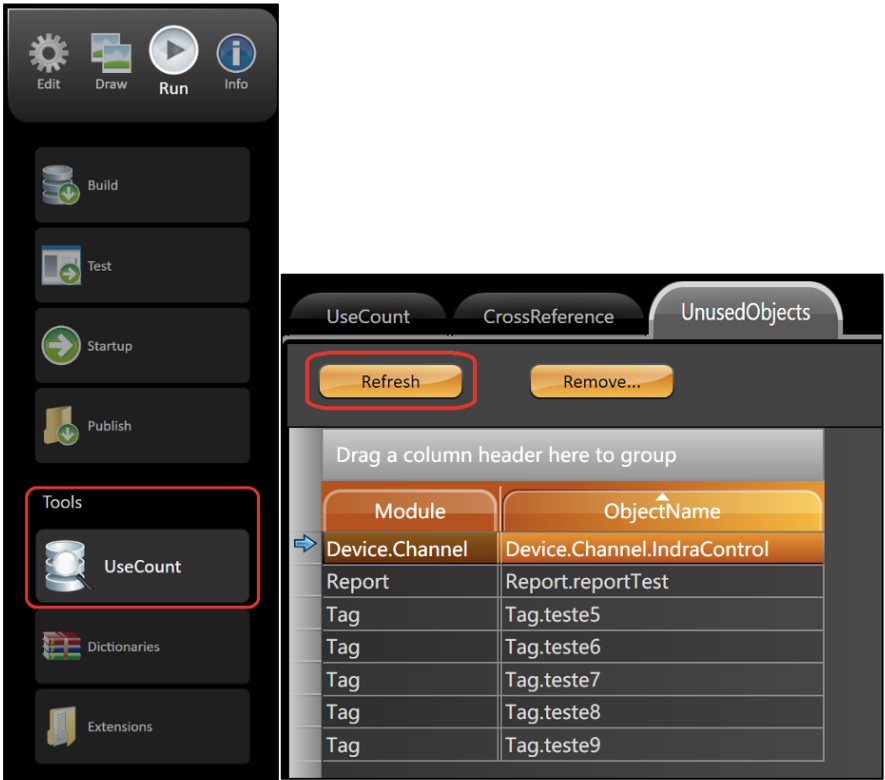 Edit Draw Run Info
Build
Test
Startup
Publish
Tools
UseCount
Dictionaries
Extensions
UseCount CrossReference UnusedObjects
Refresh Remove...
Drag a column header here to group
Module ObjectName
Device.Channel Device.Channel.IndraControl
Report Report.reportTest
Tag Tag.teste5
Tag Tag.teste6
Tag Tag.teste7
Tag Tag.teste8
Tag Tag.teste9